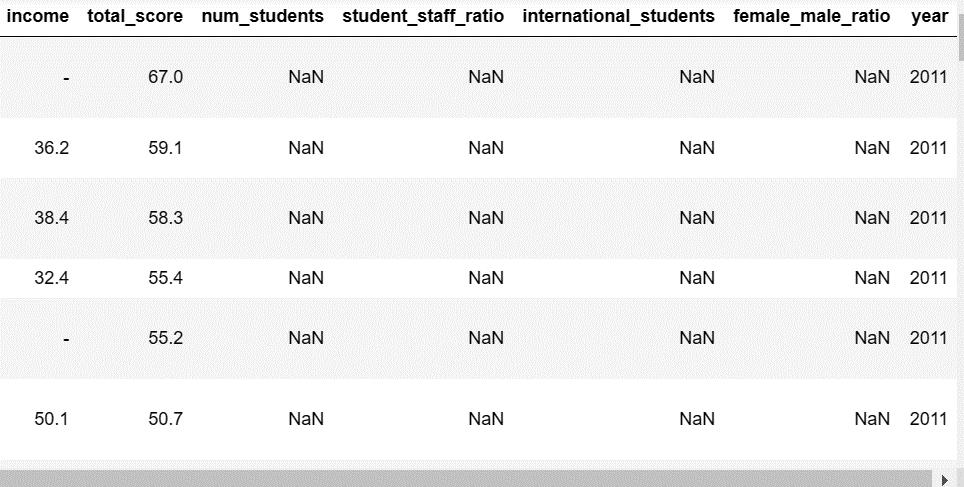 income total_score num_students student_staff_ratio international_students female_male_ratio year
- 67.0 NaN NaN NaN NaN 2011
36.2 59.1 NaN NaN NaN NaN 2011
38.4 58.3 NaN NaN NaN NaN 2011
32.4 55.4 NaN NaN NaN NaN 2011
- 55.2 NaN NaN NaN NaN 2011
50.1 50.7 NaN NaN NaN NaN 2011